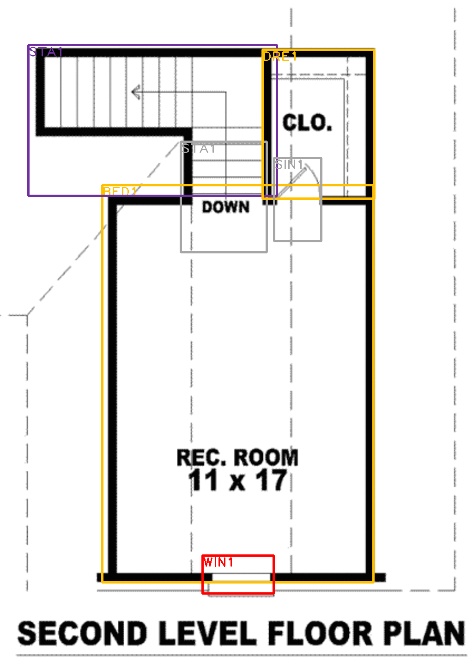 STA1
DRE1
CLO.
STA1
SIN1
BED1
DOWN
REC. ROOM
11 x 17
WIN1
SECOND LEVEL FLOOR PLAN